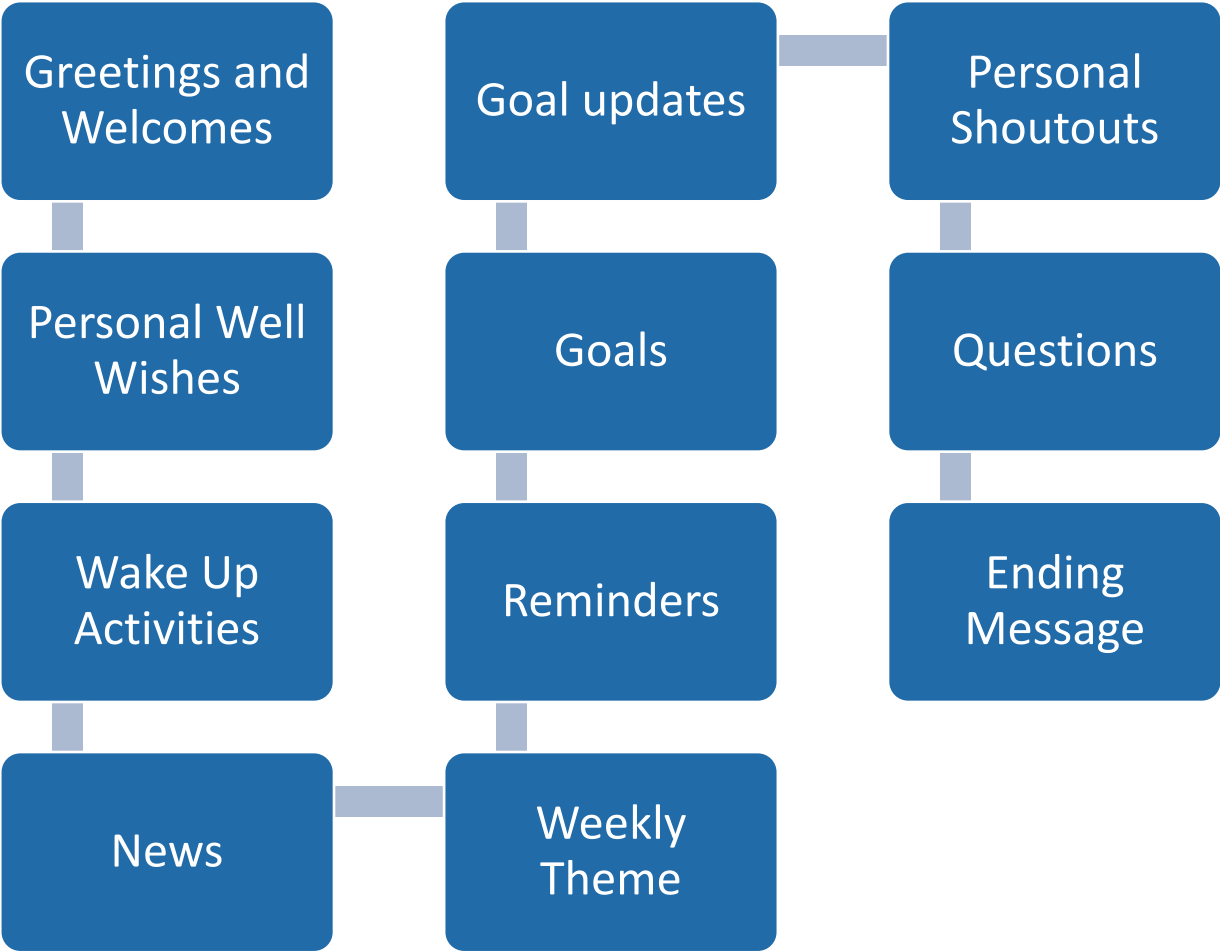 Greetings and
Welcomes
Personal Well
Wishes
Wake Up
Activities
News
Weekly
Theme
Reminders
Goals
Goal updates
Personal
Shoutouts
Questions
Ending
Message